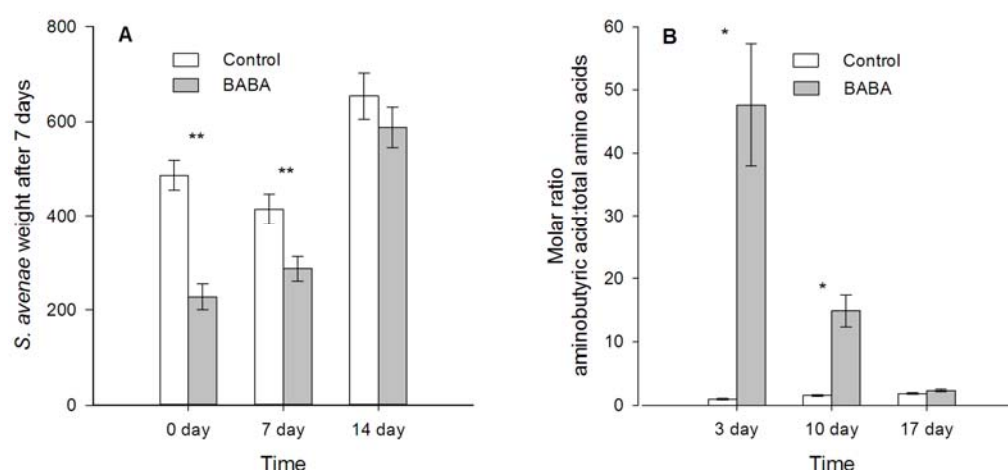 A
Control
BABA
S. avenae weight after 7 days
800
600
400
200
0
**
**
0 day
7 day
14 day
Time
B
Control
BABA
Molar ratio
aminobutyric acid:total amino acids
60
50
40
30
20
10
0
*
*
3 day
10 day
17 day
Time